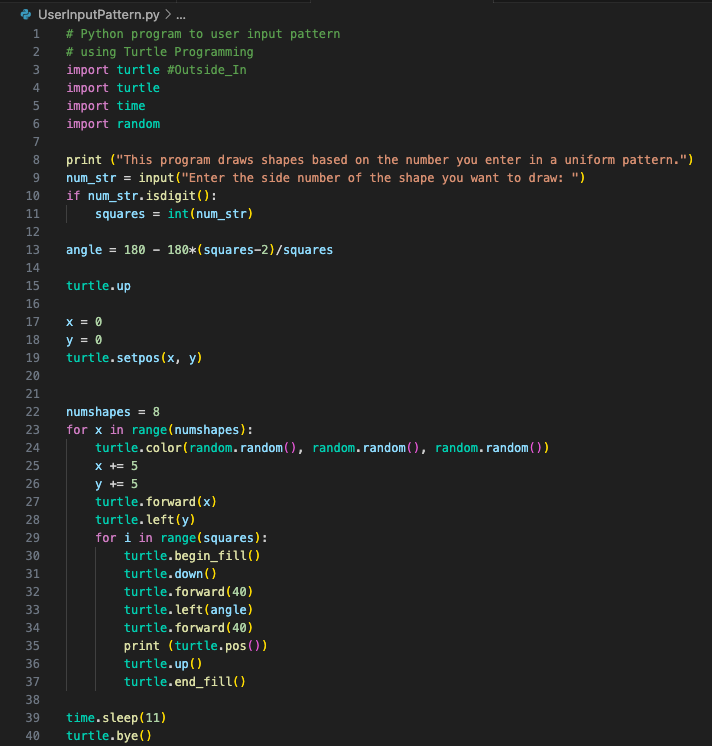 UserInputPattern.py > ...
1 # Python program to user input pattern
2 # using Turtle Programming
3 import turtle #Outside_In
4 import turtle
5 import time
6 import random
7
8 print ("This program draws shapes based on the number you enter in a uniform pattern.")
9 num_str = input("Enter the side number of the shape you want to draw: ")
10 if num_str.isdigit():
11     squares = int(num_str)
12
13 angle = 180 - 180*(squares-2)/squares
14
15 turtle.up
16
17 x = 0
18 y = 0
19 turtle.setpos(x, y)
20
21
22 numshapes = 8
23 for x in range(numshapes):
24     turtle.color(random.random(), random.random(), random.random())
25     x += 5
26     y += 5
27     turtle.forward(x)
28     turtle.left(y)
29     for i in range(squares):
30         turtle.begin_fill()
31         turtle.down()
32         turtle.forward(40)
33         turtle.left(angle)
34         turtle.forward(40)
35         print (turtle.pos())
36         turtle.up()
37         turtle.end_fill()
38
39 time.sleep(11)
40 turtle.bye()